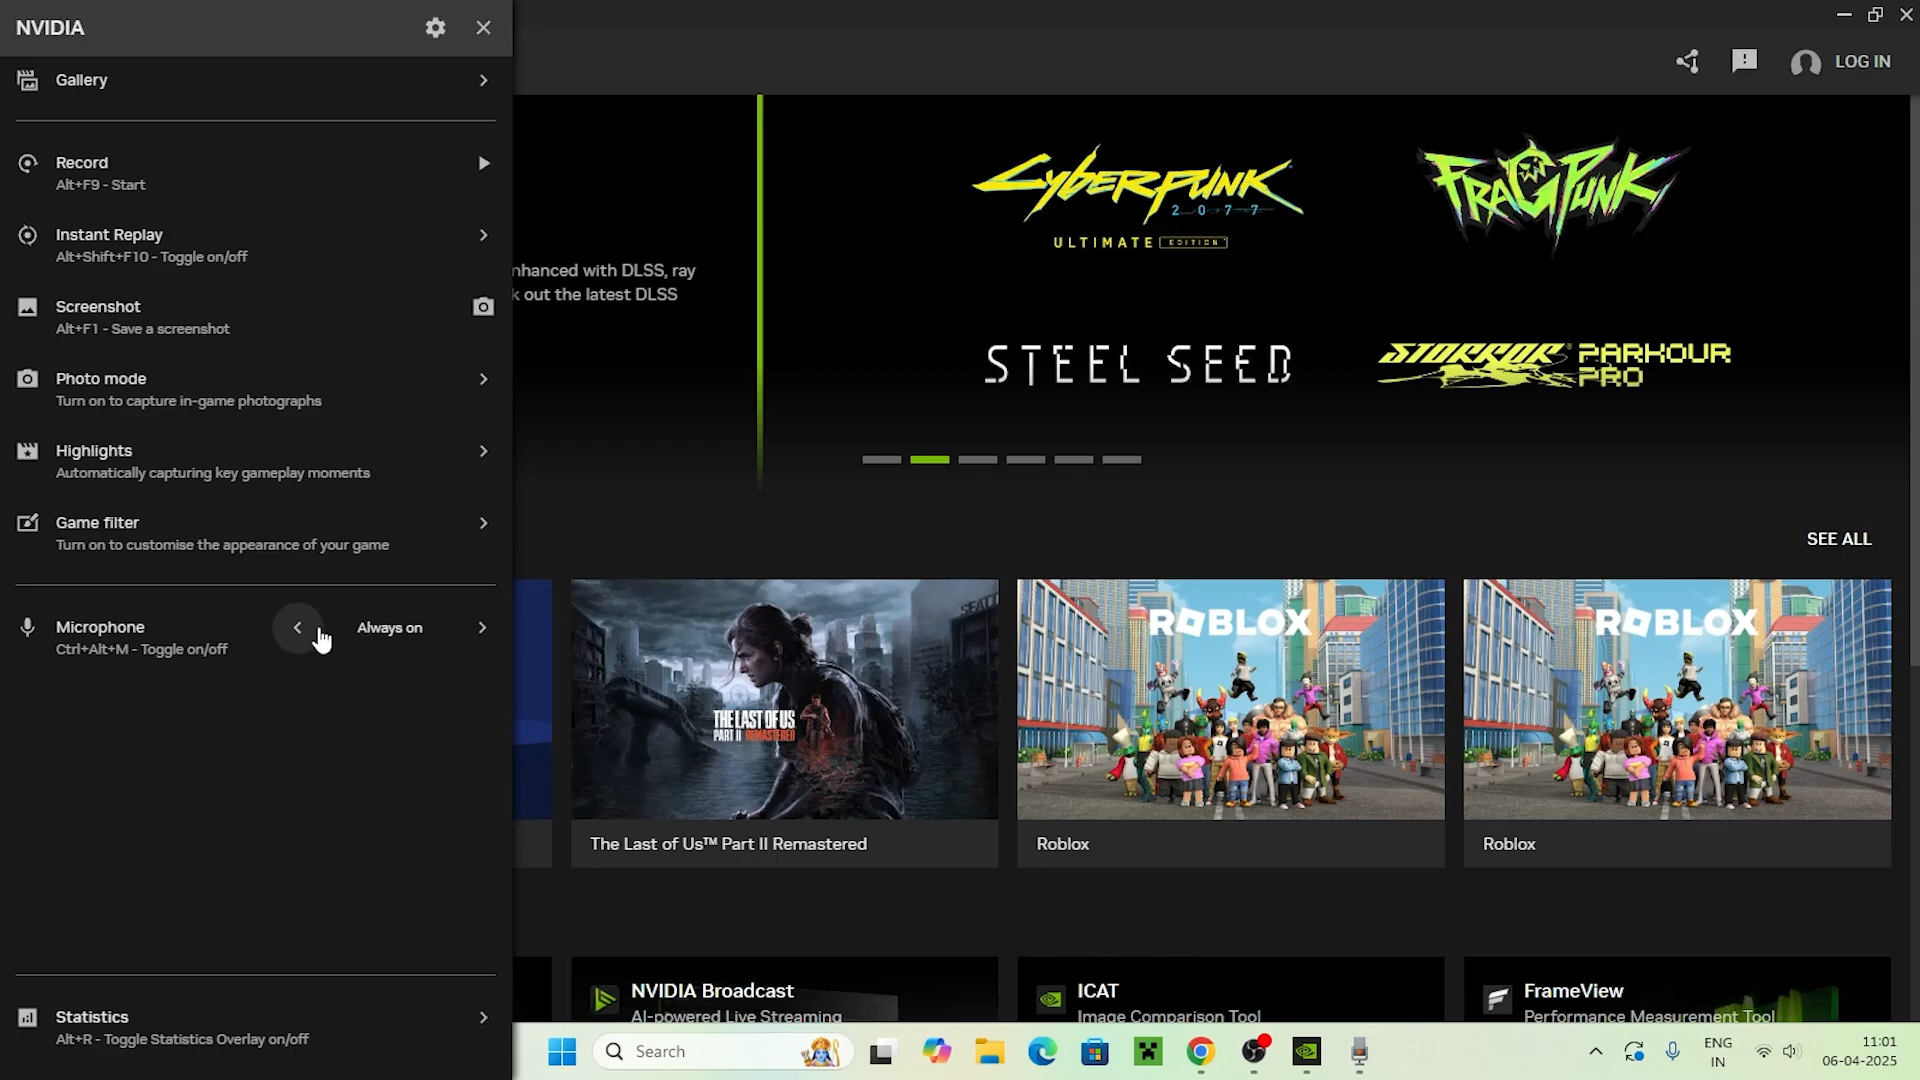 NVIDIA
Gallery
Record
Alt+F9 - Start
Instant Replay
Alt+Shift+F10 - Toggle on/off
Screenshot
Alt+F1 - Save a screenshot
Photo mode
Turn on to capture in-game photographs
Highlights
Automatically capturing key gameplay moments
Game filter
Turn on to customise the appearance of your game
Microphone
Always on
Ctrl+Alt+M - Toggle on/off
Statistics
Alt+R - Toggle Statistics Overlay on/off
LOG IN
nhanced with DLSS, ray
k out the latest DLSS
CYBERPUNK
2077
ULTIMATE EDITION
FRAGPUNK
STEEL SEED
STORROR® PARKOUR
PRO
SEE ALL
SEATT
THE LAST OF US
PART II REMASTERED
ROBLOX
ROBLOX
The Last of Us™ Part II Remastered
Roblox
Roblox
NVIDIA Broadcast
AI-powered Live Streaming
ICAT
Image Comparison Tool
FrameView
Performance Measurement Tool
Search
ENG
IN
11:01
06-04-2025